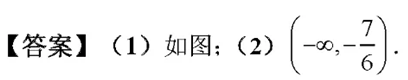 【答案】（1）如图；（2）$\left(-\infty,-\frac{7}{6}\right)$.